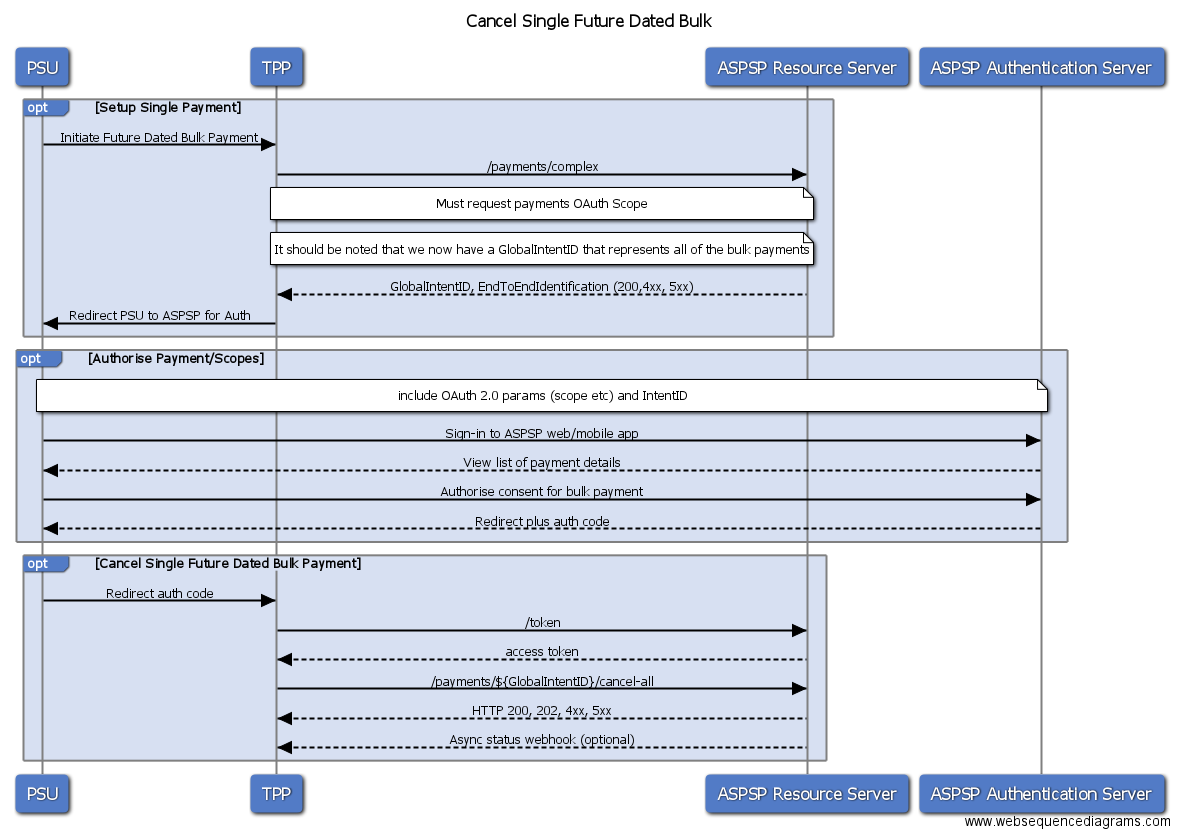 Cancel Single Future Dated Bulk
PSU
TPP
ASPSP Resource Server
ASPSP Authentication Server
opt
[Setup Single Payment]
Initiate Future Dated Bulk Payment
/payments/complex
Must request payments OAuth Scope
It should be noted that we now have a GlobalIntentID that represents all of the bulk payments
GlobalIntentID, EndToEndIdentification (200,4xx, 5xx)
Redirect PSU to ASPSP for Auth
opt
[Authorise Payment/Scopes]
include OAuth 2.0 params (scope etc) and IntentID
Sign-in to ASPSP web/mobile app
View list of payment details
Authorise consent for bulk payment
Redirect plus auth code
opt
[Cancel Single Future Dated Bulk Payment]
Redirect auth code
/token
access token
/payments/${GlobalIntentID}/cancel-all
HTTP 200, 202, 4xx, 5xx
Async status webhook (optional)
PSU
TPP
ASPSP Resource Server
ASPSP Authentication Server
www.websequencediagrams.com